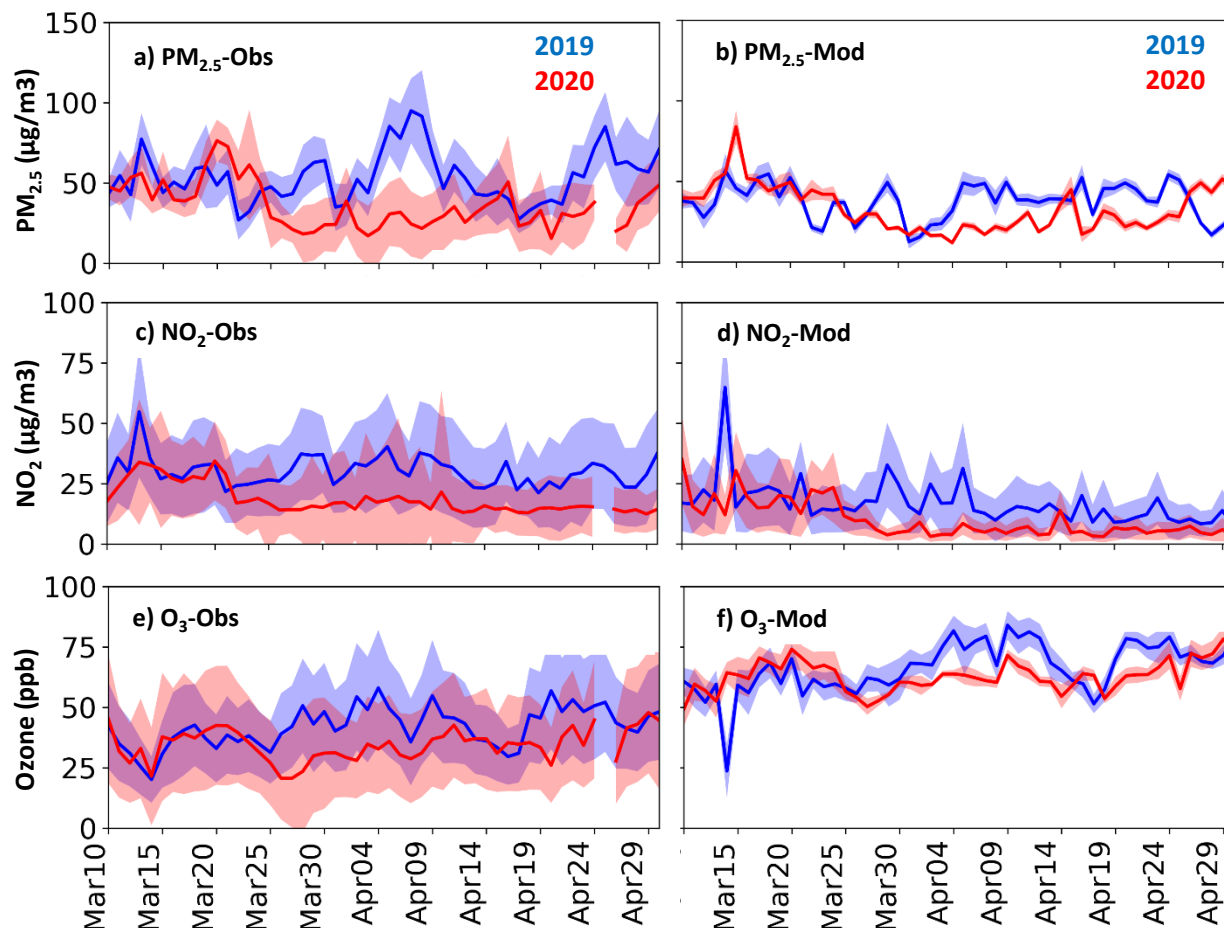 150
100
50
0
PM2.5 (µg/m3)
a) PM2.5-Obs
2019
2020
b) PM2.5-Mod
2019
2020
100
75
50
25
0
NO2 (µg/m3)
c) NO2-Obs
d) NO2-Mod
100
75
50
25
0
Ozone (ppb)
e) O3-Obs
f) O3-Mod
Mar10
Mar15
Mar20
Mar25
Mar30
Apr04
Apr09
Apr14
Apr19
Apr24
Apr29
Mar15
Mar20
Mar25
Mar30
Apr04
Apr09
Apr14
Apr19
Apr24
Apr29